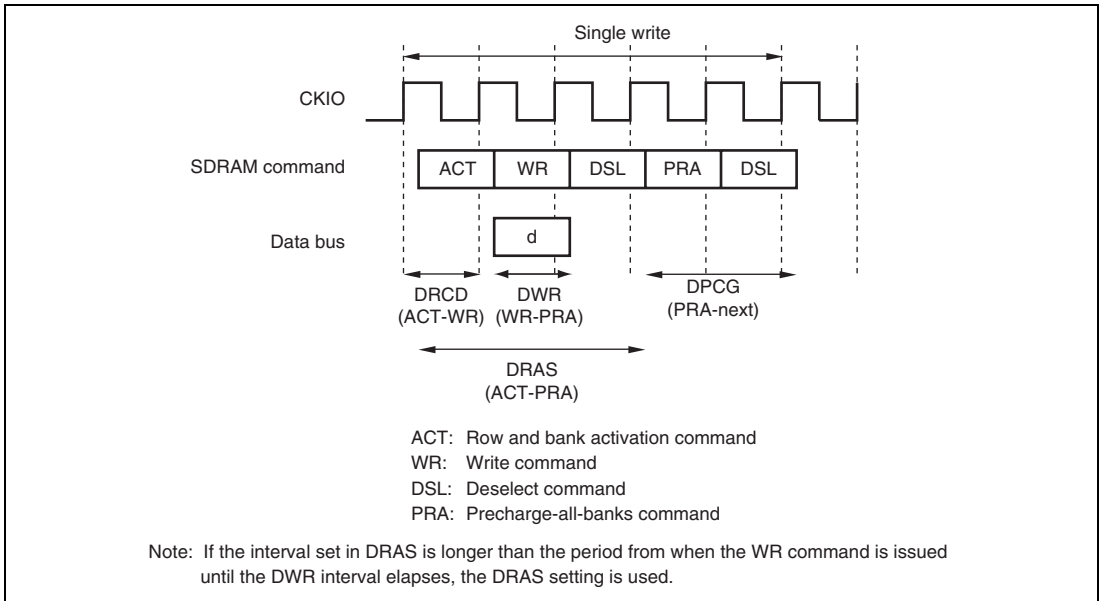 Single write
CKIO
SDRAM command
ACT WR DSL PRA DSL
Data bus
d
DRCD
(ACT-WR)
DWR
(WR-PRA)
DPCG
(PRA-next)
DRAS
(ACT-PRA)
ACT: Row and bank activation command
WR: Write command
DSL: Deselect command
PRA: Precharge-all-banks command
Note: If the interval set in DRAS is longer than the period from when the WR command is issued
until the DWR interval elapses, the DRAS setting is used.